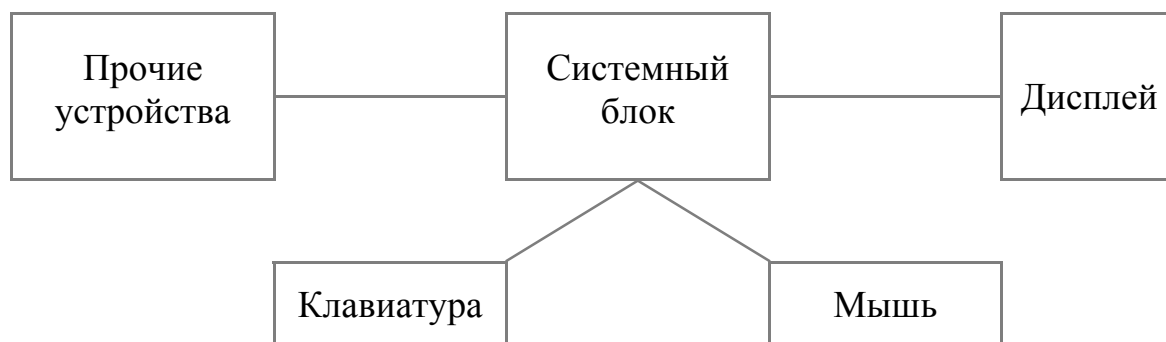 Прочие
устройства
Системный
блок
Дисплей
Клавиатура
Мышь